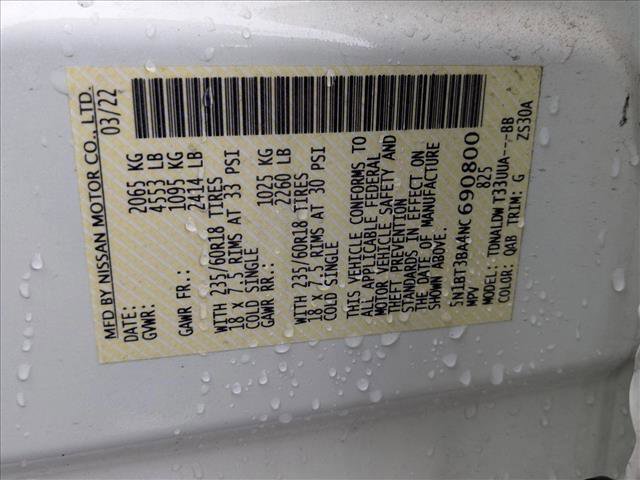 MFD BY NISSAN MOTOR CO., LTD.
DATE: 03/22
GVWR: 2065 KG
4553 LB
GAWR FR.: 1095 KG
2414 LB
WITH 235/60R18 TIRES
18 X 7.5 RIMS AT 33 PSI
COLD SINGLE
GAWR RR.: 1025 KG
2260 LB
WITH 235/60R18 TIRES
18 X 7.5 RIMS AT 30 PSI
COLD SINGLE
THIS VEHICLE CONFORMS TO
ALL APPLICABLE FEDERAL
MOTOR VEHICLE SAFETY AND
THEFT PREVENTION
STANDARDS IN EFFECT ON
THE DATE OF MANUFACTURE
SHOWN ABOVE.
5N1BT3BA4NC690800
MPV 825
MODEL: TDNALDW T33UUA---BB
COLOR: QAB TRIM: G ZS30A